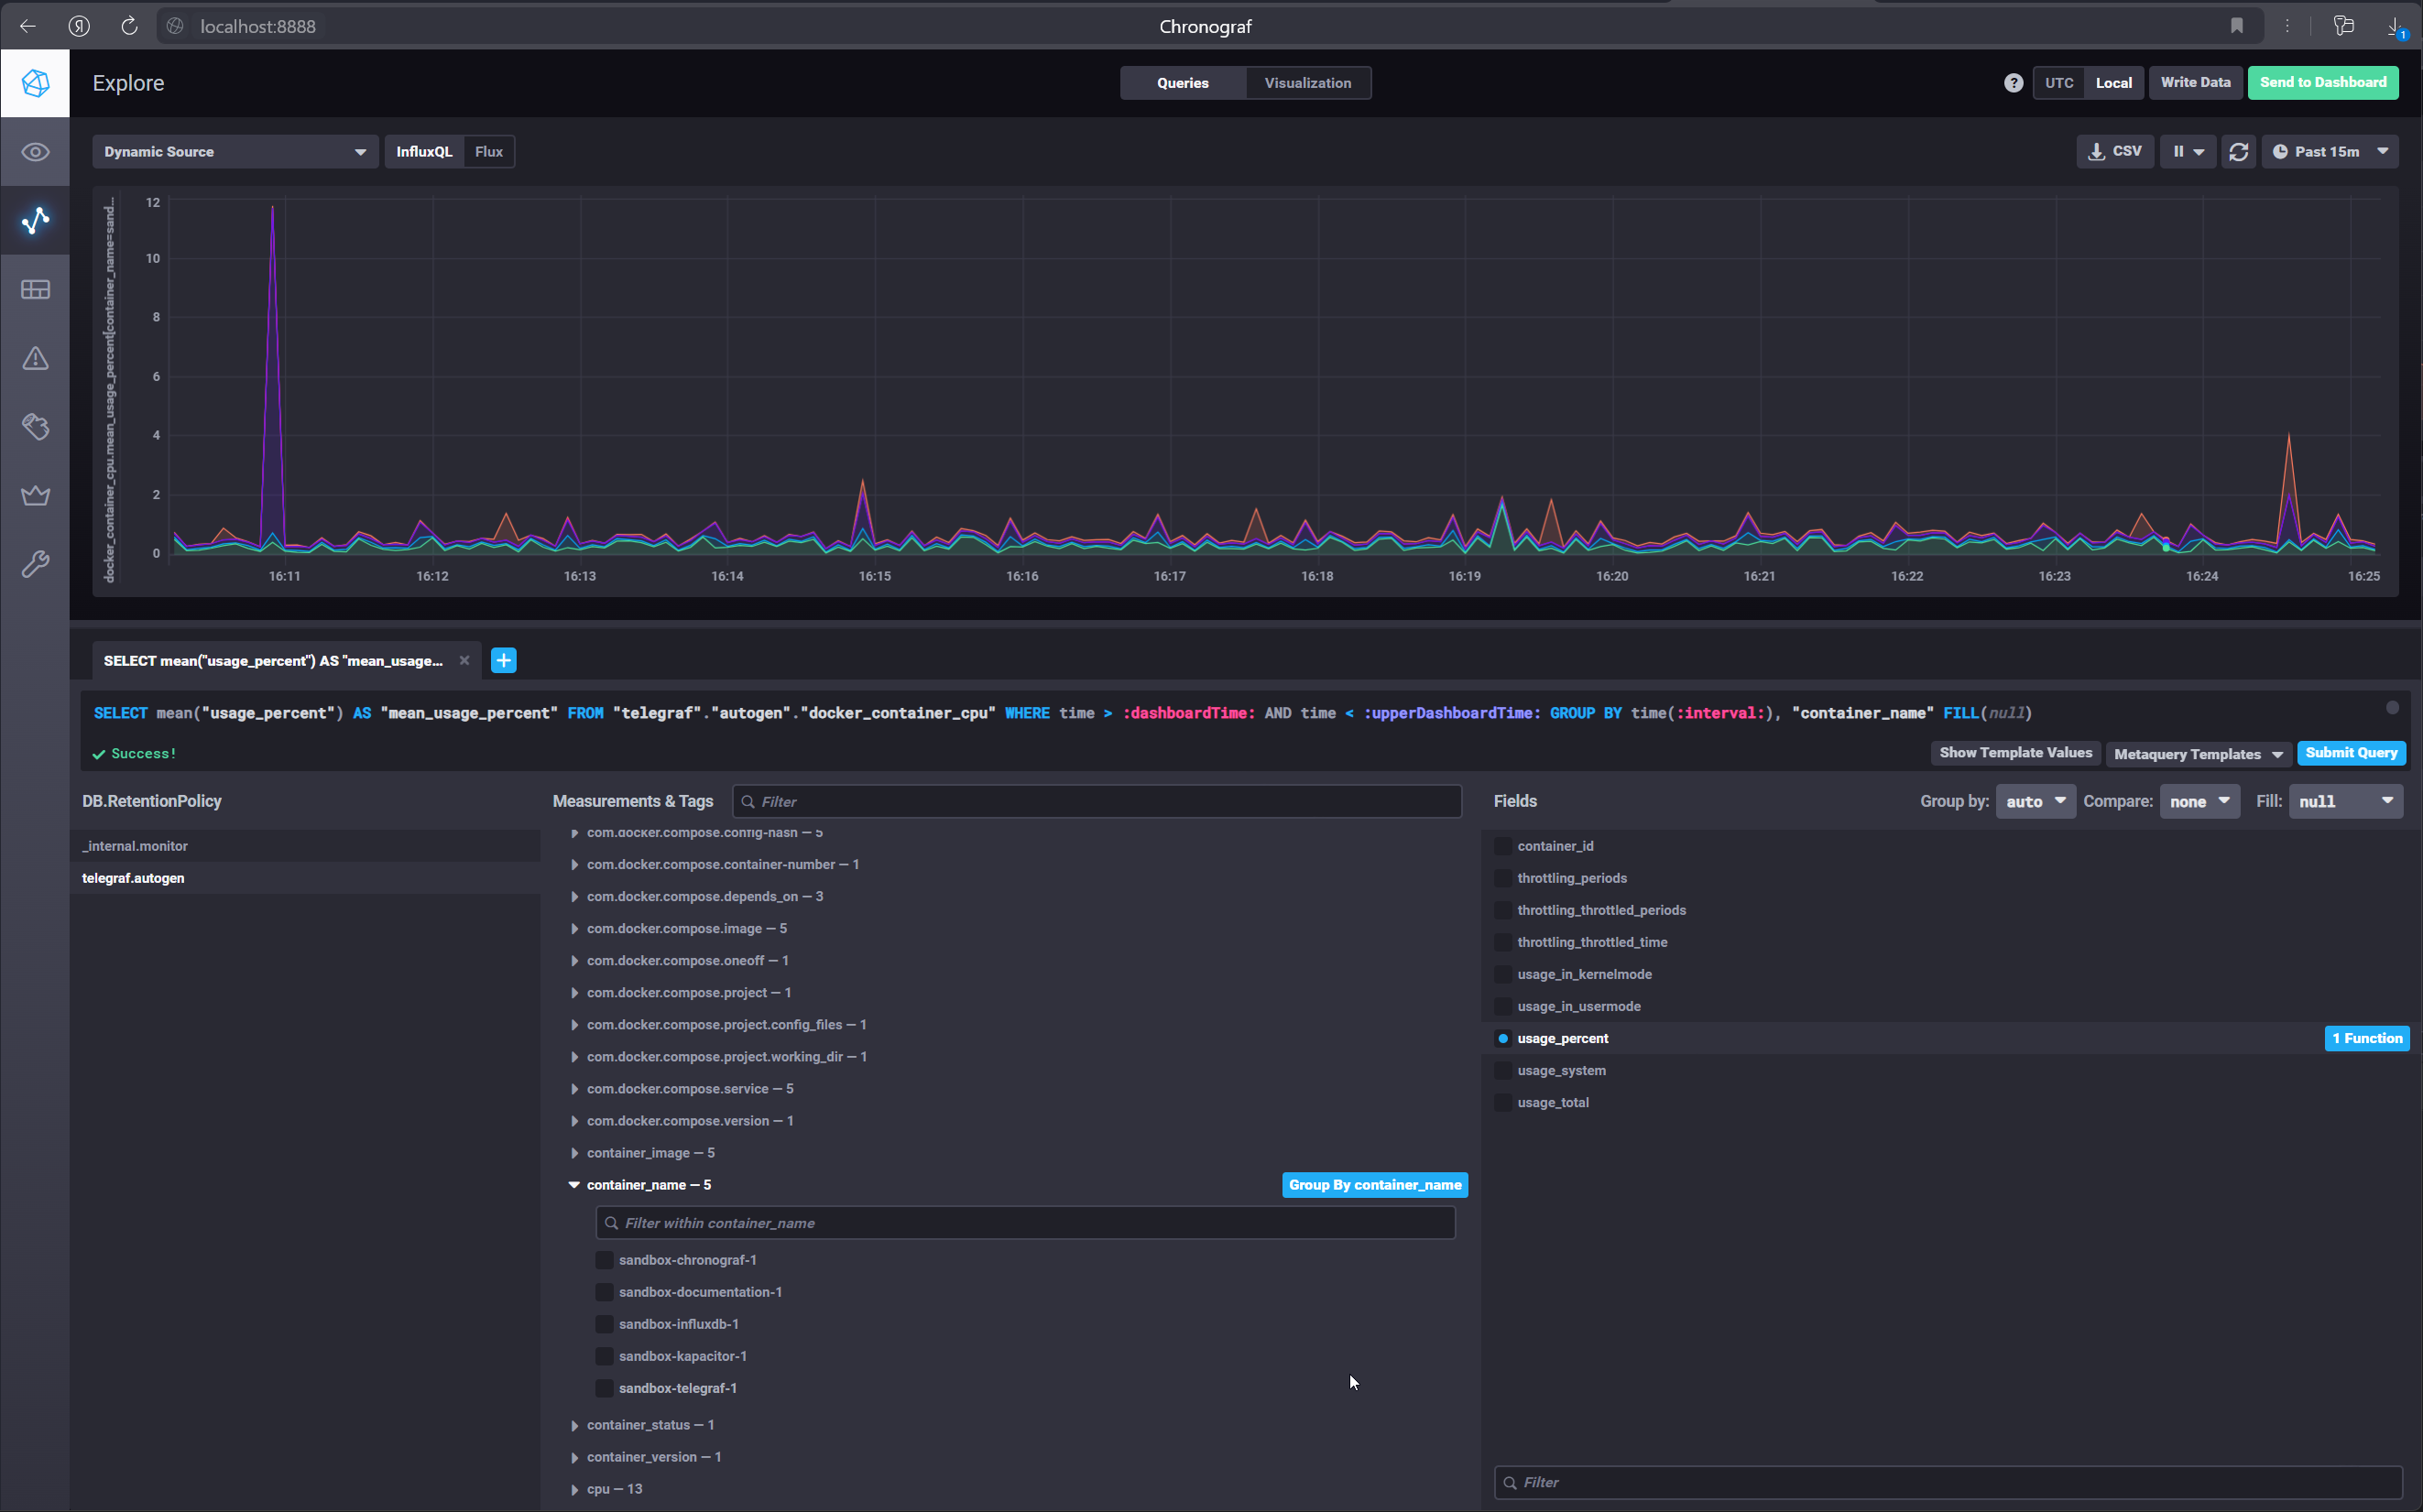 localhost:8888 Chronograf 1
Explore Queries Visualization ? UTC Local Write Data Send to Dashboard
Dynamic Source InfluxQL Flux CSV Past 15m
docker_container_cpu.mean_usage_percent[container_name=sand...
12
10
8
6
4
2
0
16:11 16:12 16:13 16:14 16:15 16:16 16:17 16:18 16:19 16:20 16:21 16:22 16:23 16:24 16:25
SELECT mean("usage_percent") AS "mean_usage... × +
SELECT mean("usage_percent") AS "mean_usage_percent" FROM "telegraf"."autogen"."docker_container_cpu" WHERE time > :dashboardTime: AND time < :upperDashboardTime: GROUP BY time(:interval:), "container_name" FILL(null)
Success! Show Template Values Metaquery Templates Submit Query
DB.RetentionPolicy
_internal.monitor
telegraf.autogen
Measurements & Tags Filter
com.docker.compose.config-hash — 5
com.docker.compose.container-number — 1
com.docker.compose.depends_on — 3
com.docker.compose.image — 5
com.docker.compose.oneoff — 1
com.docker.compose.project — 1
com.docker.compose.project.config_files — 1
com.docker.compose.project.working_dir — 1
com.docker.compose.service — 5
com.docker.compose.version — 1
container_image — 5
container_name — 5 Group By container_name
Filter within container_name
sandbox-chronograf-1
sandbox-documentation-1
sandbox-influxdb-1
sandbox-kapacitor-1
sandbox-telegraf-1
container_status — 1
container_version — 1
cpu — 13
Fields Group by: auto Compare: none Fill: null
container_id
throttling_periods
throttling_throttled_periods
throttling_throttled_time
usage_in_kernelmode
usage_in_usermode
usage_percent 1 Function
usage_system
usage_total
Filter